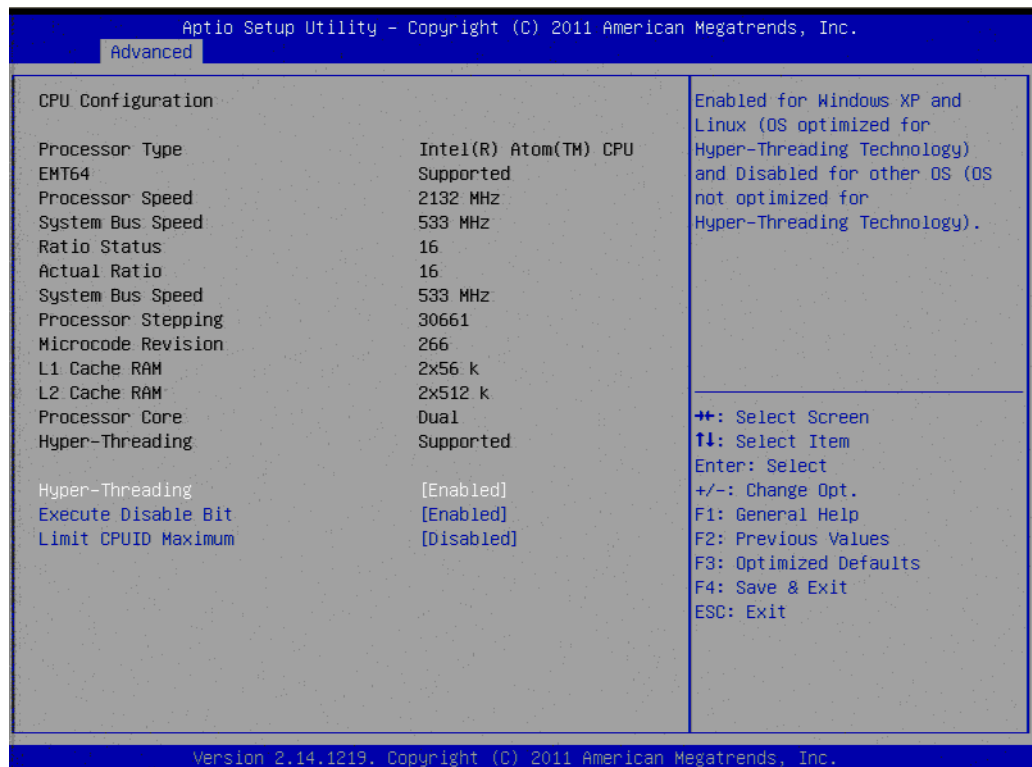 Aptio Setup Utility – Copyright (C) 2011 American Megatrends, Inc.
Advanced
CPU Configuration
Processor Type Intel(R) Atom(TM) CPU
EMT64 Supported
Processor Speed 2132 MHz
System Bus Speed 533 MHz
Ratio Status 16
Actual Ratio 16
System Bus Speed 533 MHz
Processor Stepping 30661
Microcode Revision 266
L1 Cache RAM 2x56 k
L2 Cache RAM 2x512 k
Processor Core Dual
Hyper-Threading Supported
Hyper-Threading [Enabled]
Execute Disable Bit [Enabled]
Limit CPUID Maximum [Disabled]
Enabled for Windows XP and
Linux (OS optimized for
Hyper-Threading Technology)
and Disabled for other OS (OS
not optimized for
Hyper-Threading Technology).
→←: Select Screen
↑↓: Select Item
Enter: Select
+/-: Change Opt.
F1: General Help
F2: Previous Values
F3: Optimized Defaults
F4: Save & Exit
ESC: Exit
Version 2.14.1219. Copyright (C) 2011 American Megatrends, Inc.